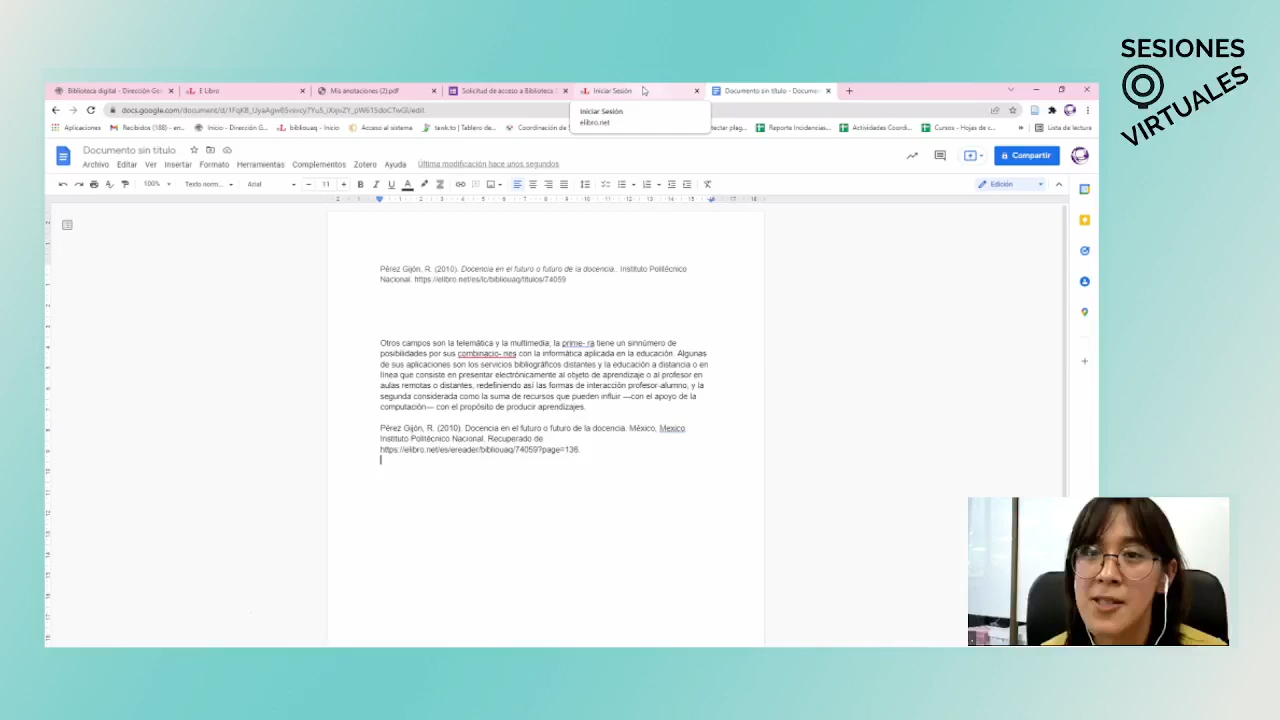 SESIONES
VIRTUALES
Biblioteca digital - Dirección Ge
E Libro
Mis anotaciones (2).pdf
Solicitud de acceso a Biblioteca
Iniciar Sesión
Documento sin título - Docume
Iniciar Sesión
elibro.net
Aplicaciones
Recibidos (188) - en...
Inicio - Dirección G...
bibliouaq - Inicio
Acceso al sistema
tawk.to | Tablero de...
Coordinación de
tectar plag...
Reporte Incidencias...
Actividades Coordi...
Cursos - Hojas de c...
Lista de lectura
Documento sin título
Archivo Editar Ver Insertar Formato Herramientas Complementos Zotero Ayuda Última modificación hace unos segundos
Compartir
100% Texto norm... Arial 11
Edición
Pérez Gijón, R. (2010). Docencia en el futuro o futuro de la docencia.. Instituto Politécnico
Nacional. https://elibro.net/es/lc/bibliouaq/titulos/74059
Otros campos son la telemática y la multimedia; la prime- ra tiene un sinnúmero de
posibilidades por sus combinacio- nes con la informática aplicada en la educación. Algunas
de sus aplicaciones son los servicios bibliográficos distantes y la educación a distancia o en
línea que consiste en presentar electrónicamente al objeto de aprendizaje o al profesor en
aulas remotas o distantes, redefiniendo así las formas de interacción profesor-alumno, y la
segunda considerada como la suma de recursos que pueden influir —con el apoyo de la
computación— con el propósito de producir aprendizajes.
Pérez Gijón, R. (2010). Docencia en el futuro o futuro de la docencia. México, Mexico:
Instituto Politécnico Nacional. Recuperado de
https://elibro.net/es/ereader/bibliouaq/74059?page=136.